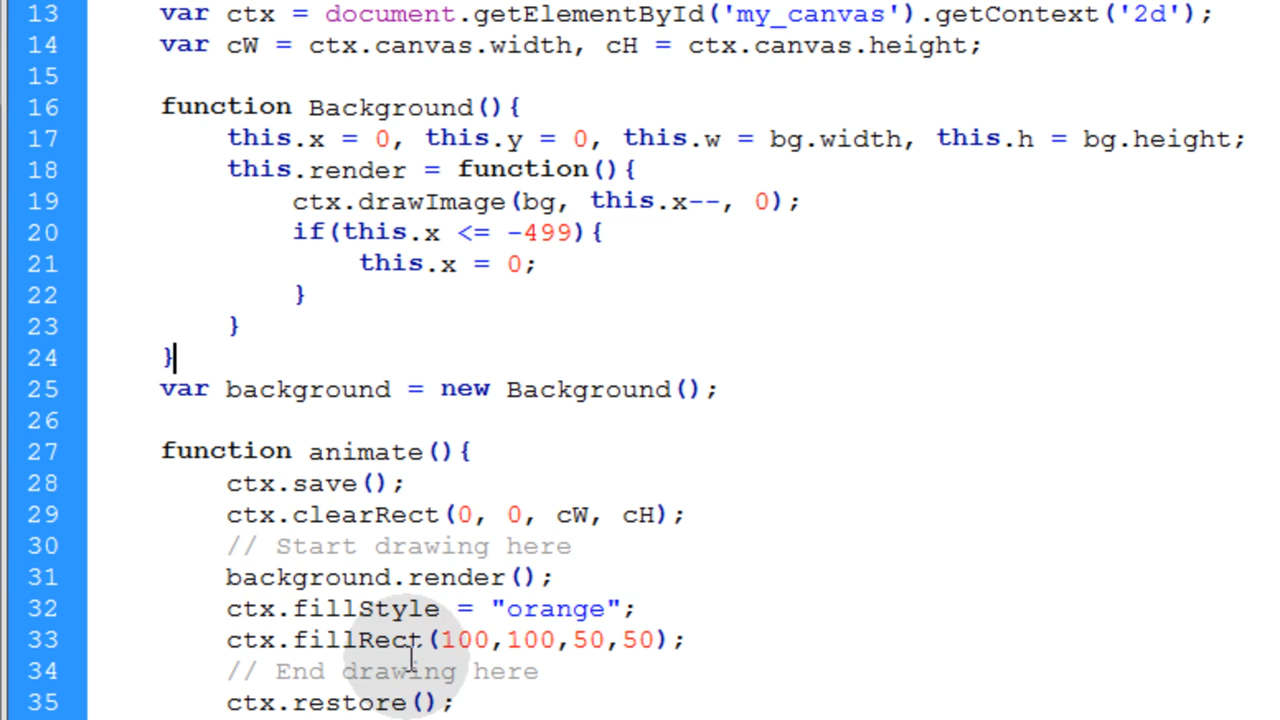 13 var ctx = document.getElementById('my_canvas').getContext('2d');
14 var cW = ctx.canvas.width, cH = ctx.canvas.height;
15
16 function Background(){
17 this.x = 0, this.y = 0, this.w = bg.width, this.h = bg.height;
18 this.render = function(){
19 ctx.drawImage(bg, this.x--, 0);
20 if(this.x <= -499){
21 this.x = 0;
22 }
23 }
24 }
25 var background = new Background();
26
27 function animate(){
28 ctx.save();
29 ctx.clearRect(0, 0, cW, cH);
30 // Start drawing here
31 background.render();
32 ctx.fillStyle = "orange";
33 ctx.fillRect(100,100,50,50);
34 // End drawing here
35 ctx.restore();